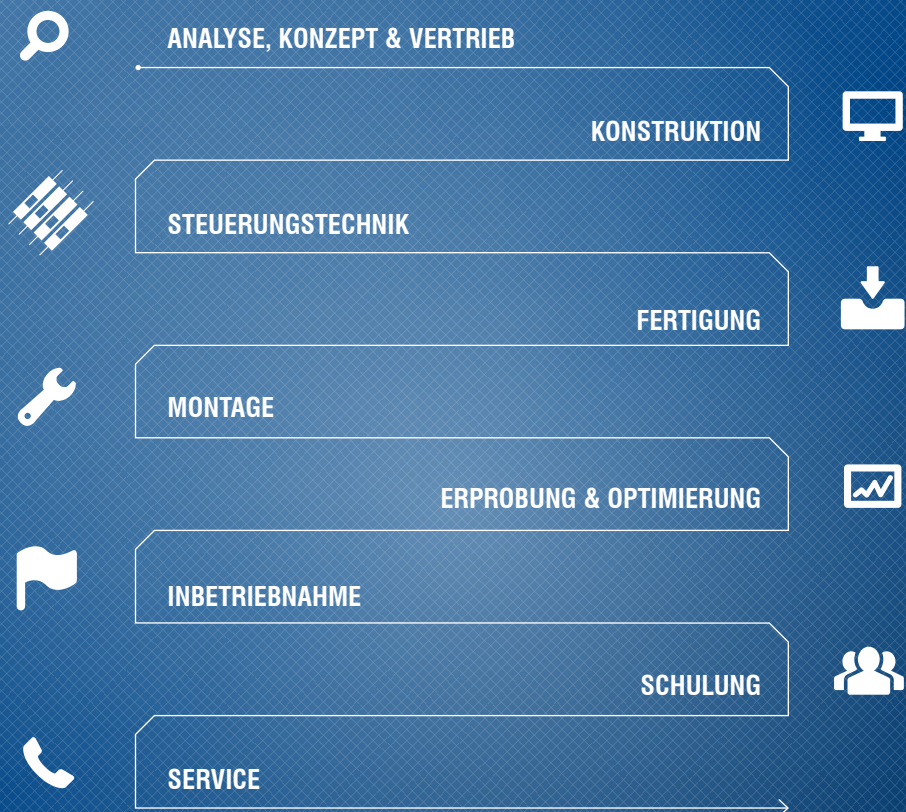 ANALYSE, KONZEPT & VERTRIEB
KONSTRUKTION
STEUERUNGSTECHNIK
FERTIGUNG
MONTAGE
ERPROBUNG & OPTIMIERUNG
INBETRIEBNAHME
SCHULUNG
SERVICE